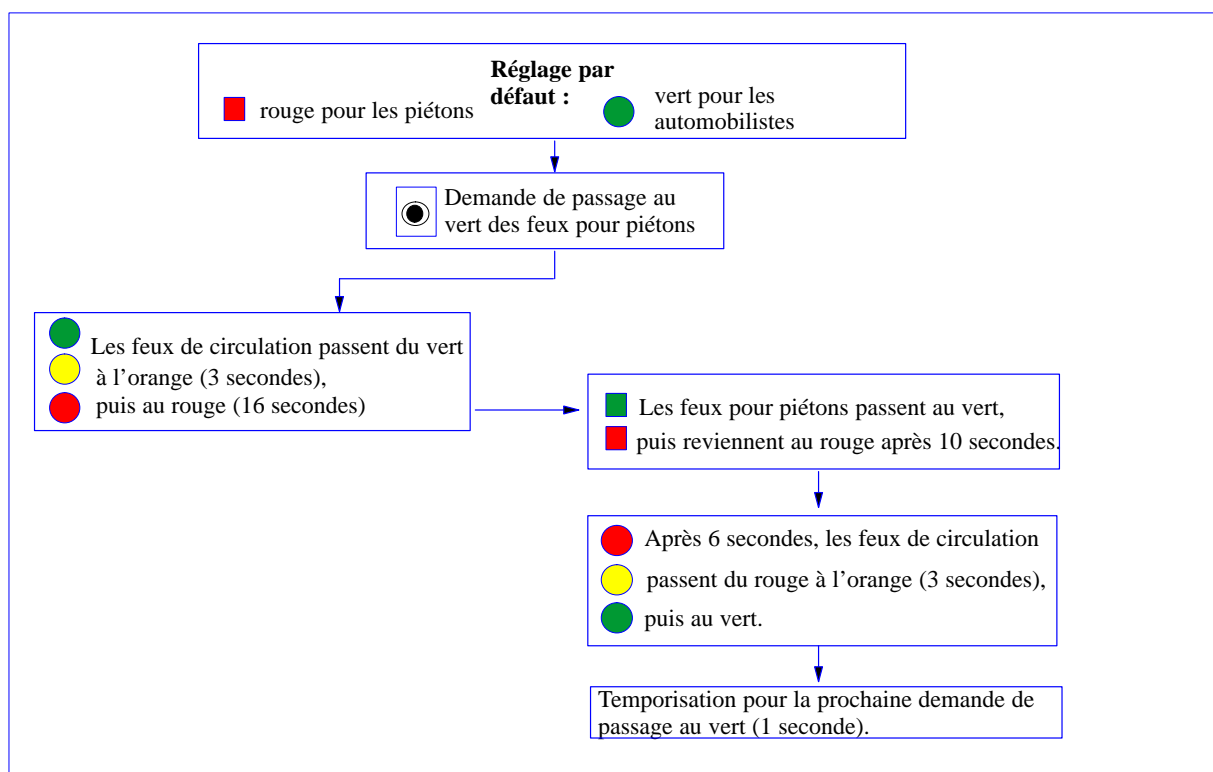 Réglage par
défaut :
rouge pour les piétons
vert pour les
automobilistes
Demande de passage au
vert des feux pour piétons
Les feux de circulation passent du vert
à l’orange (3 secondes),
puis au rouge (16 secondes)
Les feux pour piétons passent au vert,
puis reviennent au rouge après 10 secondes.
Après 6 secondes, les feux de circulation
passent du rouge à l’orange (3 secondes),
puis au vert.
Temporisation pour la prochaine demande de
passage au vert (1 seconde).